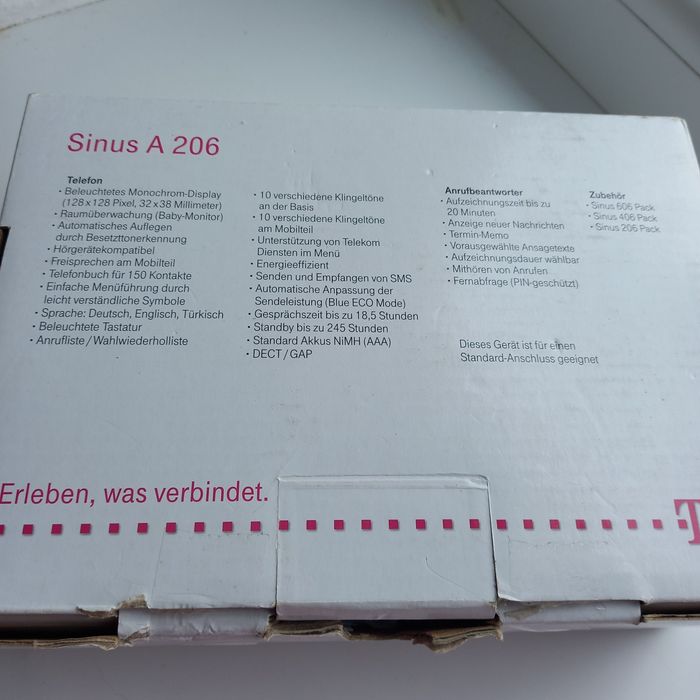 Sinus A 206
Telefon
· Beleuchtetes Monochrom-Display
(128 x 128 Pixel, 32 x 38 Millimeter)
· Raumüberwachung (Baby-Monitor)
· Automatisches Auflegen
durch Besetzttonerkennung
· Hörgerätekompatibel
· Freisprechen am Mobilteil
· Telefonbuch für 150 Kontakte
· Einfache Menüführung durch
leicht verständliche Symbole
· Sprache: Deutsch, Englisch, Türkisch
· Beleuchtete Tastatur
· Anrufliste / Wahlwiederholliste
· 10 verschiedene Klingeltöne
an der Basis
· 10 verschiedene Klingeltöne
am Mobilteil
· Unterstützung von Telekom
Diensten im Menü
· Energieeffizient
· Senden und Empfangen von SMS
· Automatische Anpassung der
Sendeleistung (Blue ECO Mode)
· Gesprächszeit bis zu 18,5 Stunden
· Standby bis zu 245 Stunden
· Standard Akkus NiMH (AAA)
· DECT / GAP
Anrufbeantworter
· Aufzeichnungszeit bis zu
20 Minuten
· Anzeige neuer Nachrichten
· Termin-Memo
· Vorausgewählte Ansagetexte
· Aufzeichnungsdauer wählbar
· Mithören von Anrufen
· Fernabfrage (PIN-geschützt)
Dieses Gerät ist für einen
Standard-Anschluss geeignet
Zubehör
· Sinus 606 Pack
· Sinus 406 Pack
· Sinus 206 Pack
Erleben, was verbindet.
T